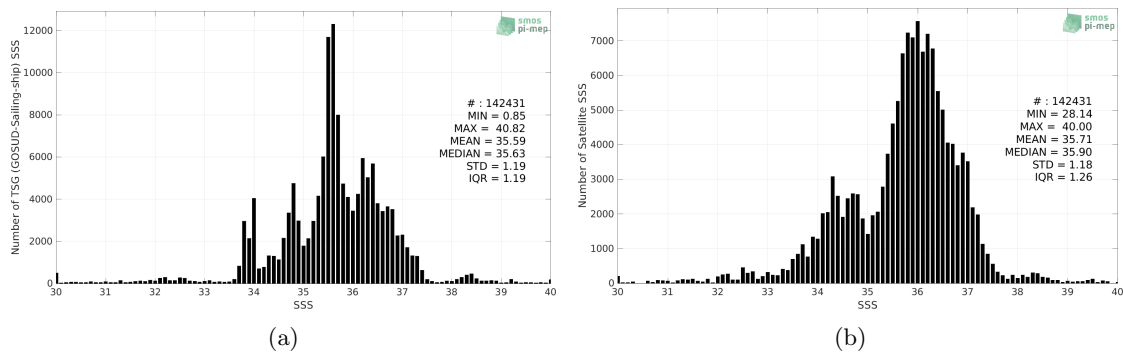 smos
pi-mep
Number of TSG (GOSUD-Sailing-ship) SSS
12000
10000
8000
6000
4000
2000
0
# : 142431
MIN = 0.85
MAX = 40.82
MEAN = 35.59
MEDIAN = 35.63
STD = 1.19
IQR = 1.19
30 31 32 33 34 35 36 37 38 39 40
SSS
(a)
smos
pi-mep
Number of Satellite SSS
7000
6000
5000
4000
3000
2000
1000
0
# : 142431
MIN = 28.14
MAX = 40.00
MEAN = 35.71
MEDIAN = 35.90
STD = 1.18
IQR = 1.26
30 31 32 33 34 35 36 37 38 39 40
SSS
(b)